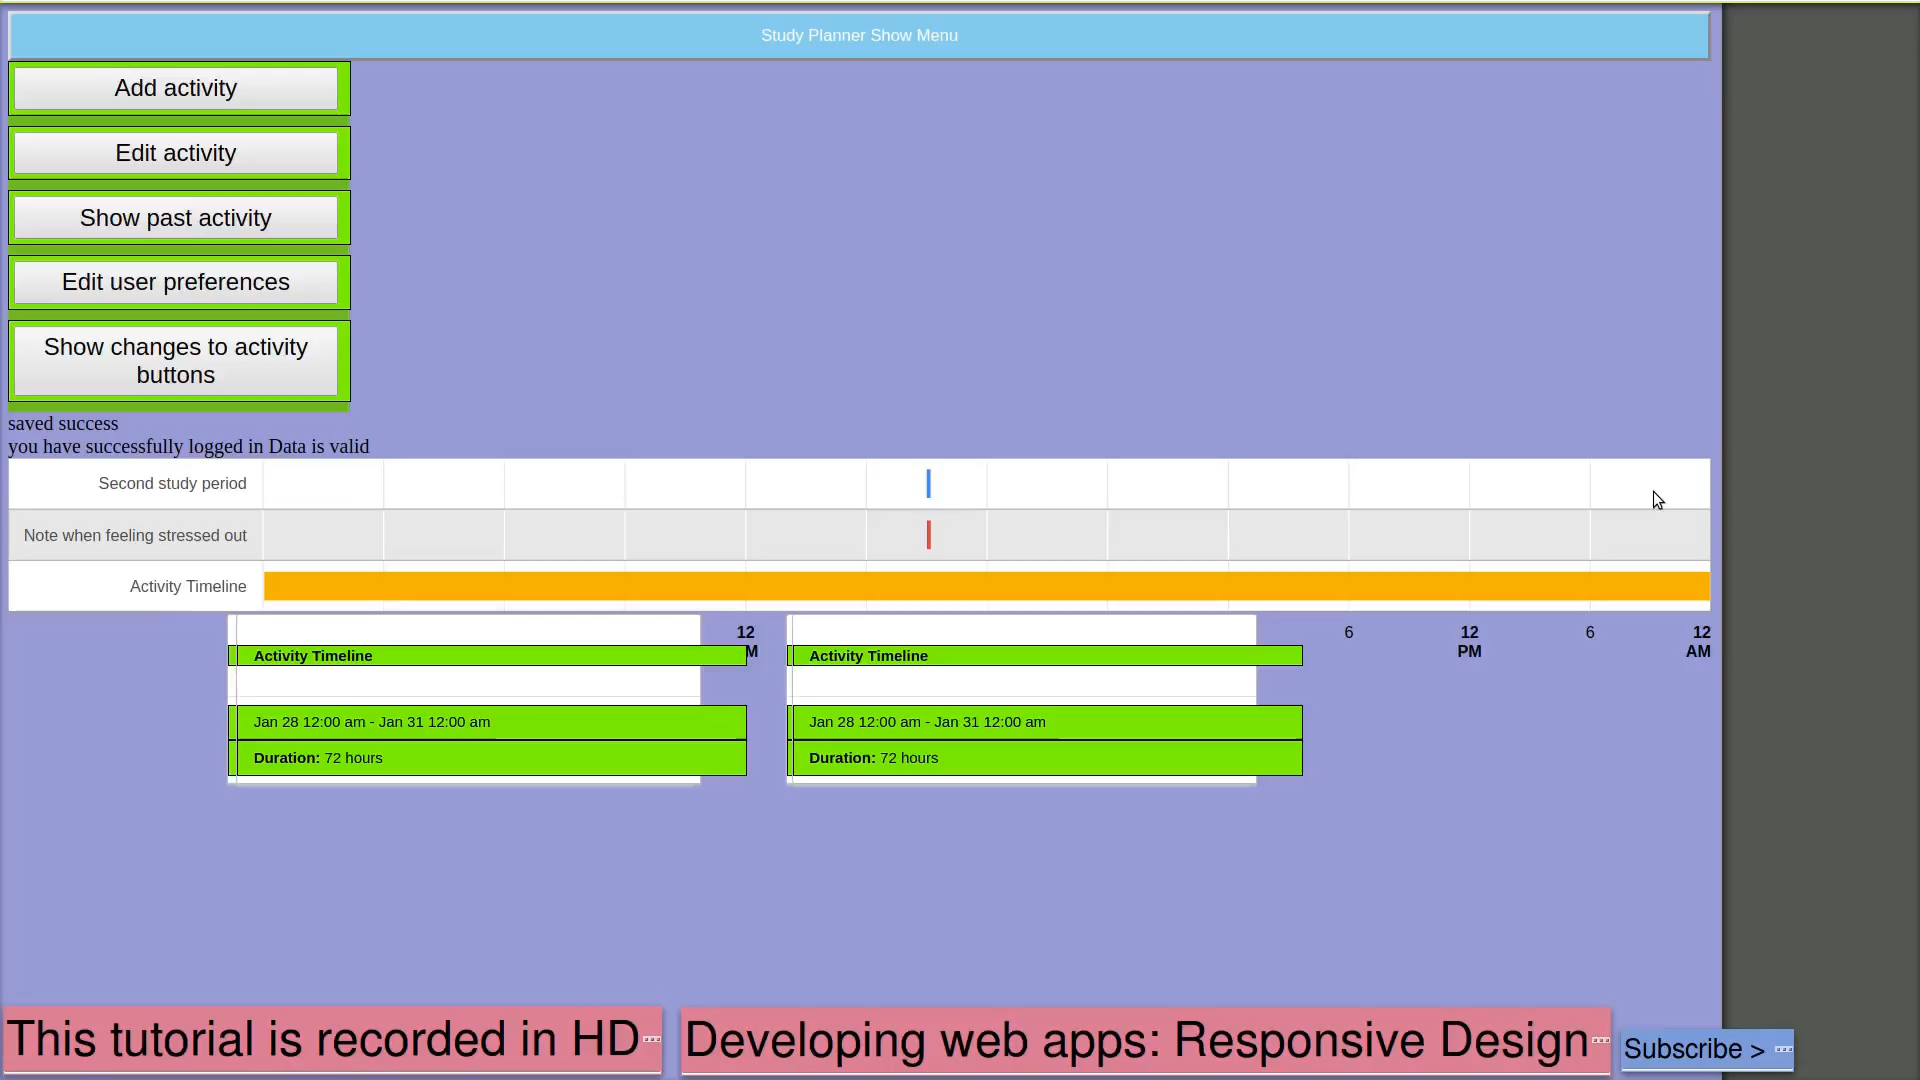 Study Planner Show Menu
Add activity
Edit activity
Show past activity
Edit user preferences
Show changes to activity
buttons
saved success
you have successfully logged in Data is valid
Second study period
Note when feeling stressed out
Activity Timeline
12 6 12 6 12
M PM AM
Activity Timeline Activity Timeline
Jan 28 12:00 am - Jan 31 12:00 am Jan 28 12:00 am - Jan 31 12:00 am
Duration: 72 hours Duration: 72 hours
This tutorial is recorded in HD Developing web apps: Responsive Design Subscribe >